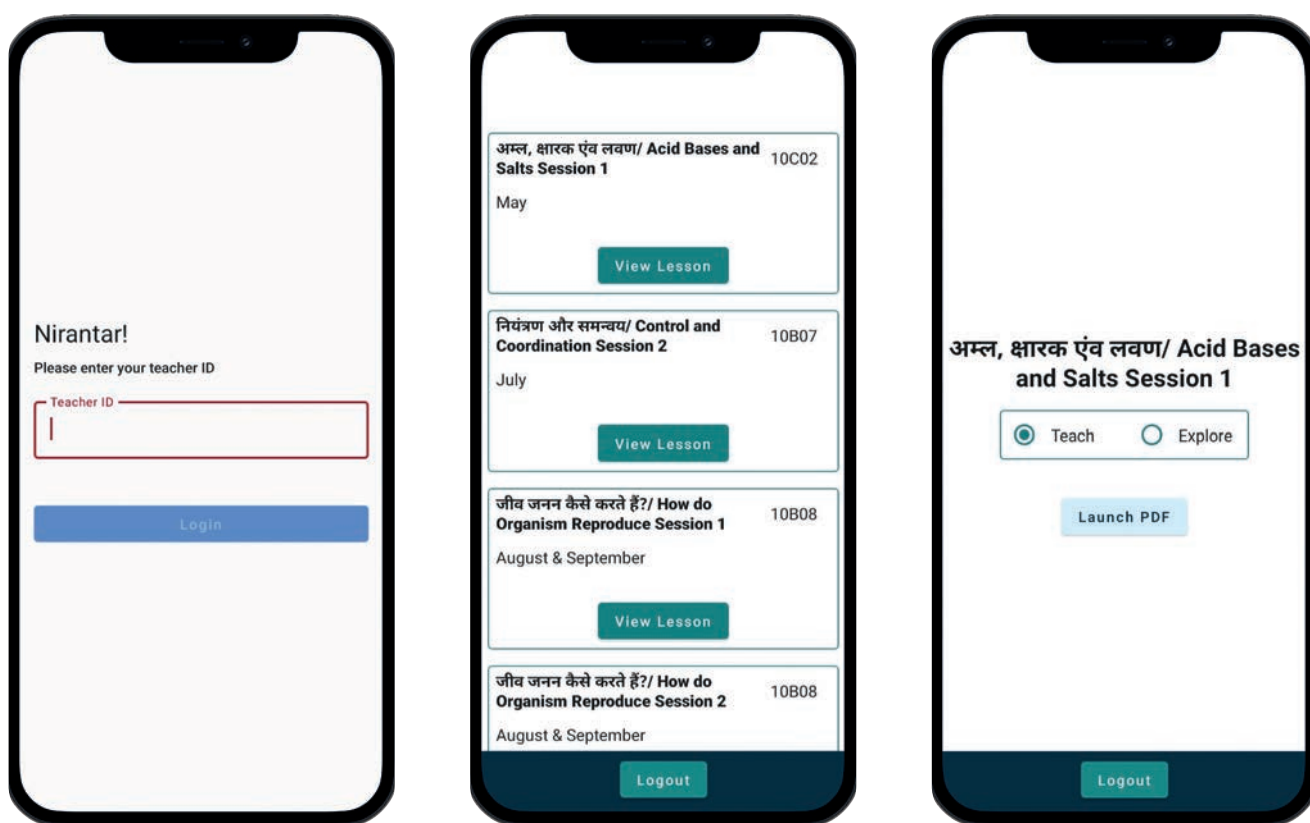 Nirantar!
Please enter your teacher ID
Teacher ID
Login
अम्ल, क्षारक एंव लवण/ Acid Bases and
Salts Session 1
10C02
May
View Lesson
नियंत्रण और समन्वय/ Control and
Coordination Session 2
10B07
July
View Lesson
जीव जनन कैसे करते हैं?/ How do
Organism Reproduce Session 1
10B08
August & September
View Lesson
जीव जनन कैसे करते हैं?/ How do
Organism Reproduce Session 2
10B08
August & September
Logout
अम्ल, क्षारक एंव लवण/ Acid Bases
and Salts Session 1
Teach Explore
Launch PDF
Logout